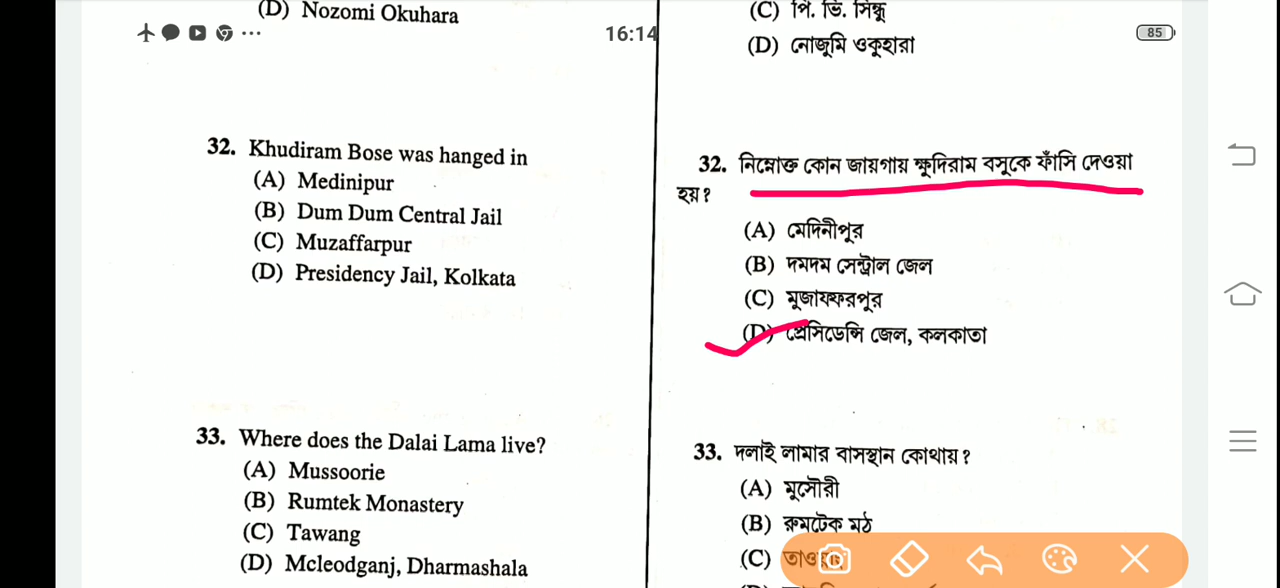 (D) Nozomi Okuhara
16:14
85
32. Khudiram Bose was hanged in
(A) Medinipur
(B) Dum Dum Central Jail
(C) Muzaffarpur
(D) Presidency Jail, Kolkata
33. Where does the Dalai Lama live?
(A) Mussoorie
(B) Rumtek Monastery
(C) Tawang
(D) Mcleodganj, Dharmashala
(C) পি. ভি. সিন্ধু
(D) নোজুমি ওকুহারা
32. নিম্নোক্ত কোন জায়গায় ক্ষুদিরাম বসুকে ফাঁসি দেওয়া
হয়?
(A) মেদিনীপুর
(B) দমদম সেন্ট্রাল জেল
(C) মুজাফফরপুর
(D) প্রেসিডেন্সি জেল, কলকাতা
33. দলাই লামার বাসস্থান কোথায়?
(A) মুসৌরী
(B) রুমটেক মঠ
(C)